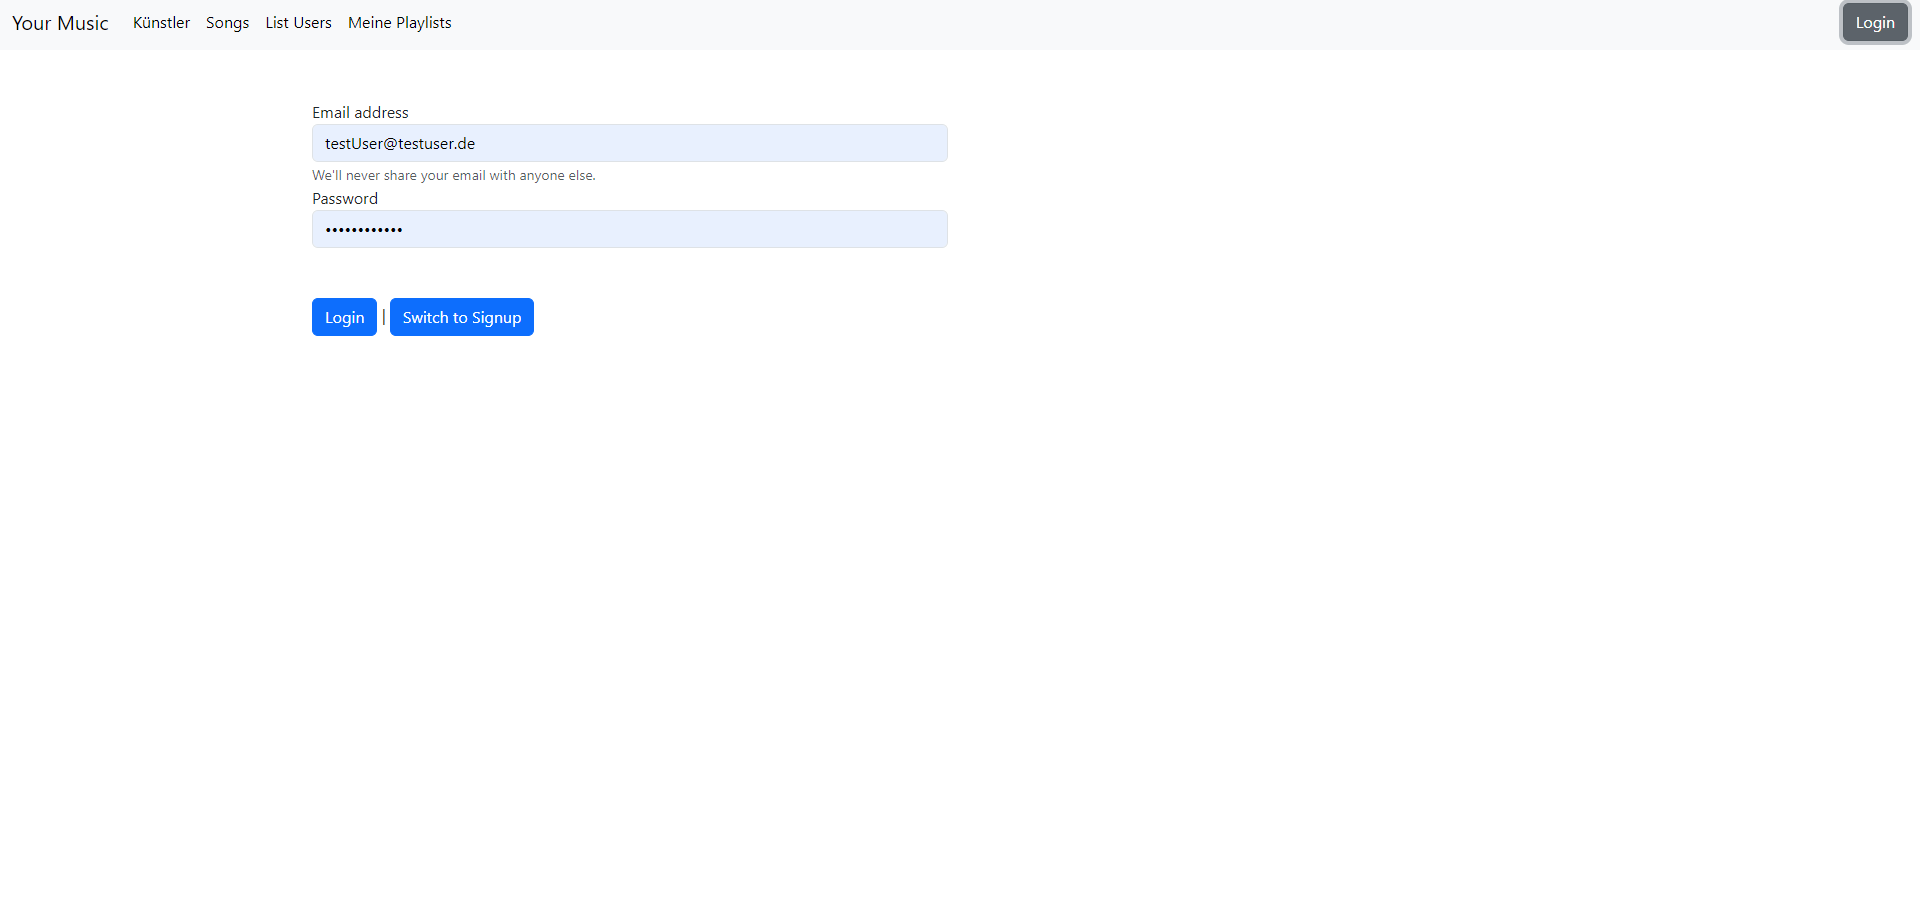 Your Music Künstler Songs List Users Meine Playlists Login
Email address
testUser@testuser.de
We'll never share your email with anyone else.
Password
••••••••••••
Login | Switch to Signup